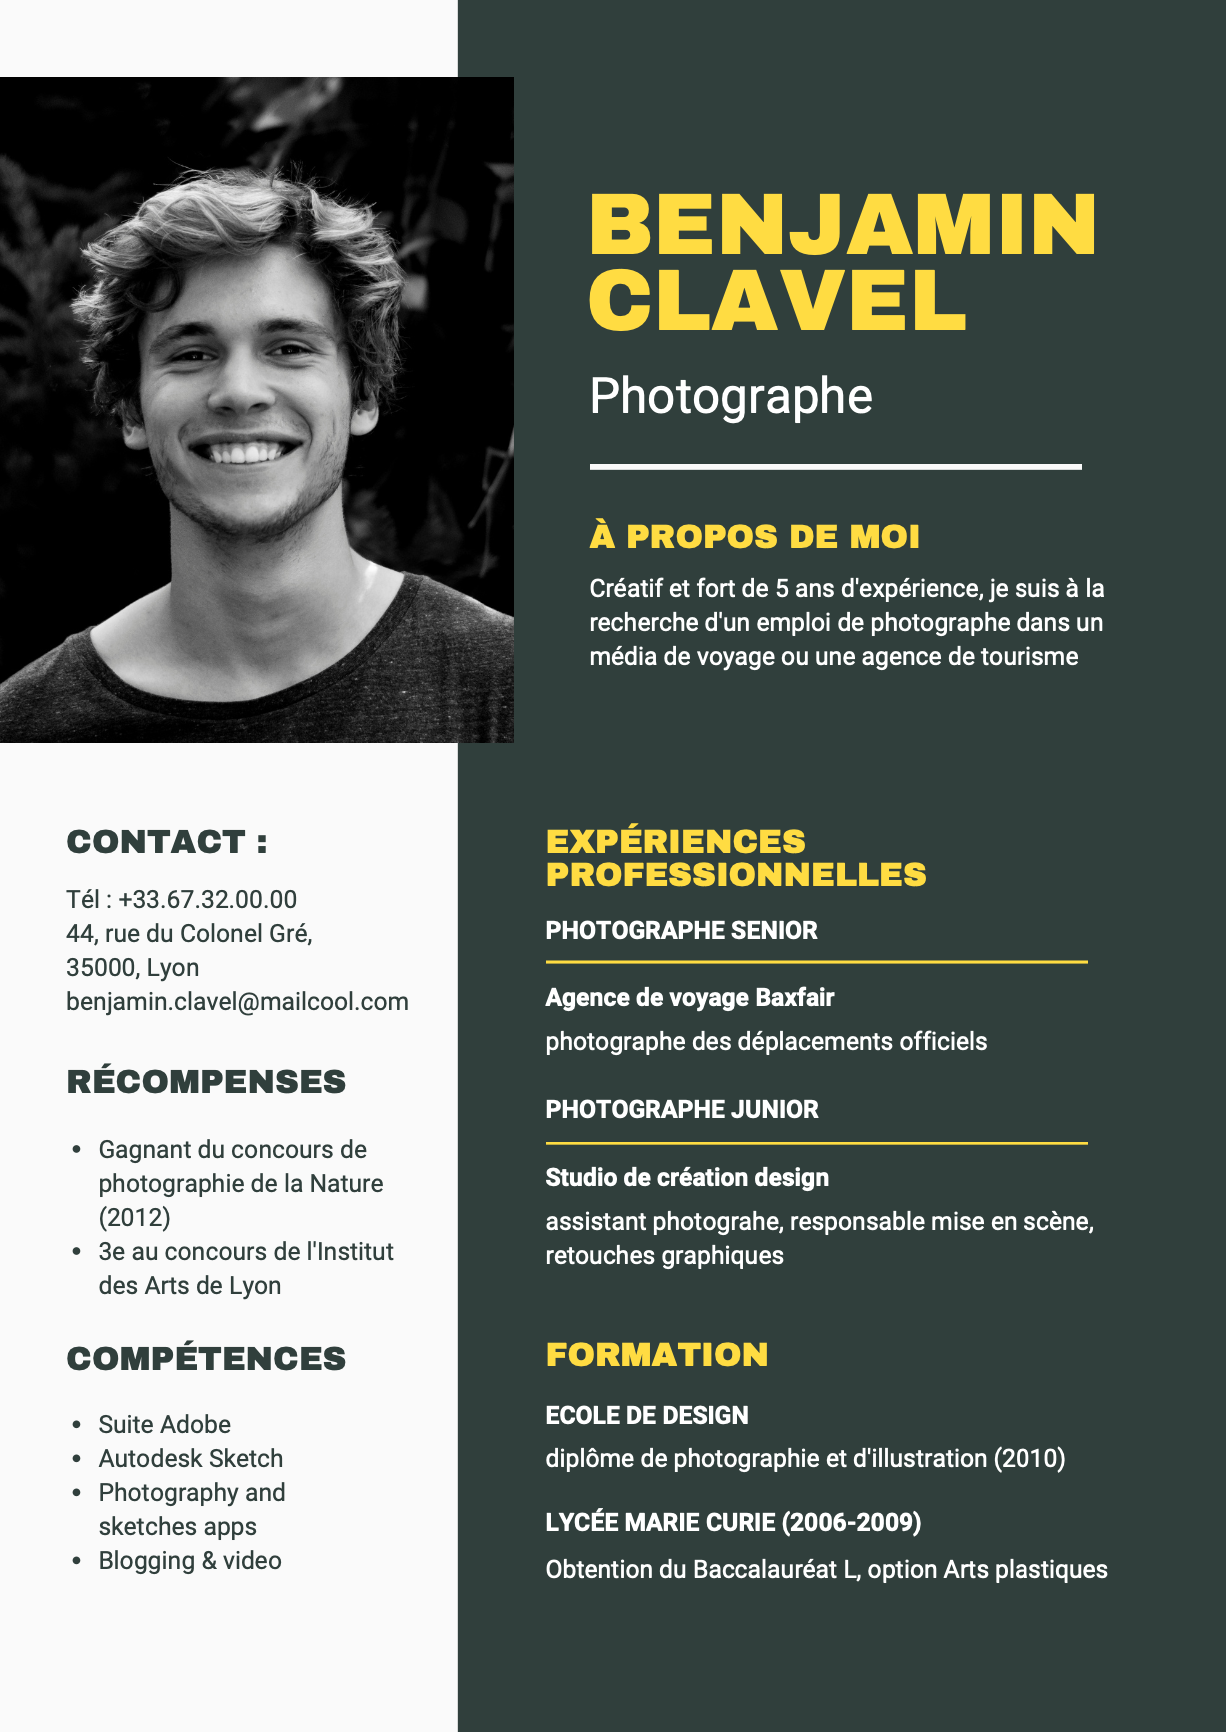 BENJAMIN
CLAVEL
Photographe
À PROPOS DE MOI
Créatif et fort de 5 ans d'expérience, je suis à la
recherche d'un emploi de photographe dans un
média de voyage ou une agence de tourisme
CONTACT :
Tél : +33.67.32.00.00
44, rue du Colonel Gré,
35000, Lyon
benjamin.clavel@mailcool.com
RÉCOMPENSES
• Gagnant du concours de
photographie de la Nature
(2012)
• 3e au concours de l'Institut
des Arts de Lyon
COMPÉTENCES
• Suite Adobe
• Autodesk Sketch
• Photography and
sketches apps
• Blogging & video
EXPÉRIENCES
PROFESSIONNELLES
PHOTOGRAPHE SENIOR
Agence de voyage Baxfair
photographe des déplacements officiels
PHOTOGRAPHE JUNIOR
Studio de création design
assistant photograhe, responsable mise en scène,
retouches graphiques
FORMATION
ECOLE DE DESIGN
diplôme de photographie et d'illustration (2010)
LYCÉE MARIE CURIE (2006-2009)
Obtention du Baccalauréat L, option Arts plastiques